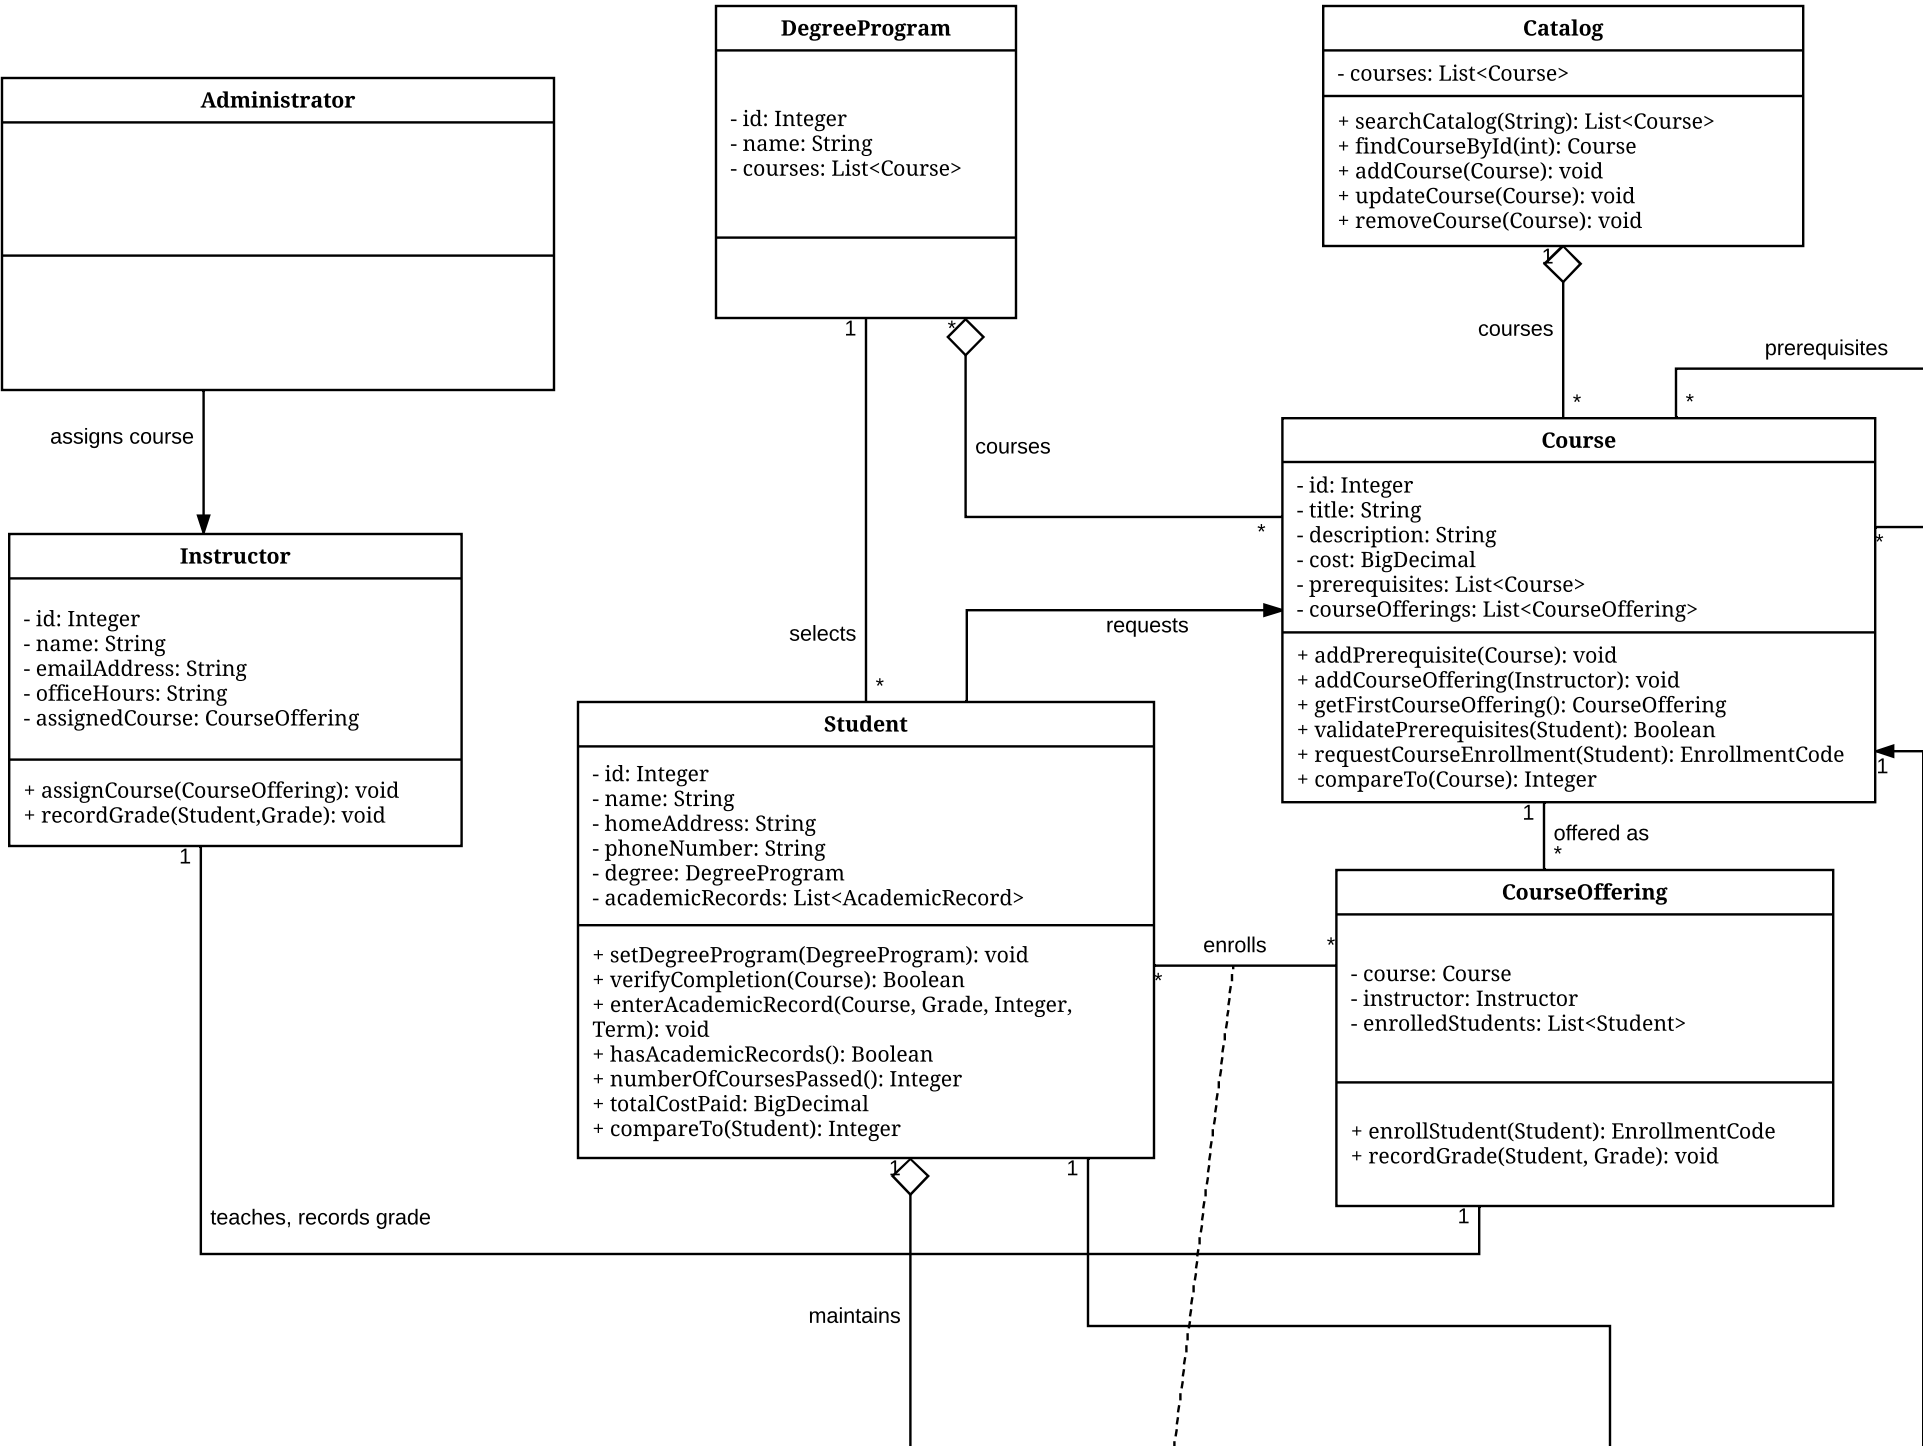 DegreeProgram
- id: Integer
- name: String
- courses: List<Course>
Catalog
- courses: List<Course>
+ searchCatalog(String): List<Course>
+ findCourseById(int): Course
+ addCourse(Course): void
+ updateCourse(Course): void
+ removeCourse(Course): void
Administrator
1
*
1
courses
*
prerequisites
*
assigns course
courses
*
selects
*
requests
Course
- id: Integer
- title: String
- description: String
- cost: BigDecimal
- prerequisites: List<Course>
- courseOfferings: List<CourseOffering>
+ addPrerequisite(Course): void
+ addCourseOffering(Instructor): void
+ getFirstCourseOffering(): CourseOffering
+ validatePrerequisites(Student): Boolean
+ requestCourseEnrollment(Student): EnrollmentCode
+ compareTo(Course): Integer
*
1
Instructor
- id: Integer
- name: String
- emailAddress: String
- officeHours: String
- assignedCourse: CourseOffering
+ assignCourse(CourseOffering): void
+ recordGrade(Student,Grade): void
1
Student
- id: Integer
- name: String
- homeAddress: String
- phoneNumber: String
- degree: DegreeProgram
- academicRecords: List<AcademicRecord>
+ setDegreeProgram(DegreeProgram): void
+ verifyCompletion(Course): Boolean
+ enterAcademicRecord(Course, Grade, Integer,
Term): void
+ hasAcademicRecords(): Boolean
+ numberOfCoursesPassed(): Integer
+ totalCostPaid: BigDecimal
+ compareTo(Student): Integer
1
offered as
*
enrolls
*
*
CourseOffering
- course: Course
- instructor: Instructor
- enrolledStudents: List<Student>
+ enrollStudent(Student): EnrollmentCode
+ recordGrade(Student, Grade): void
1
1
1
teaches, records grade
maintains